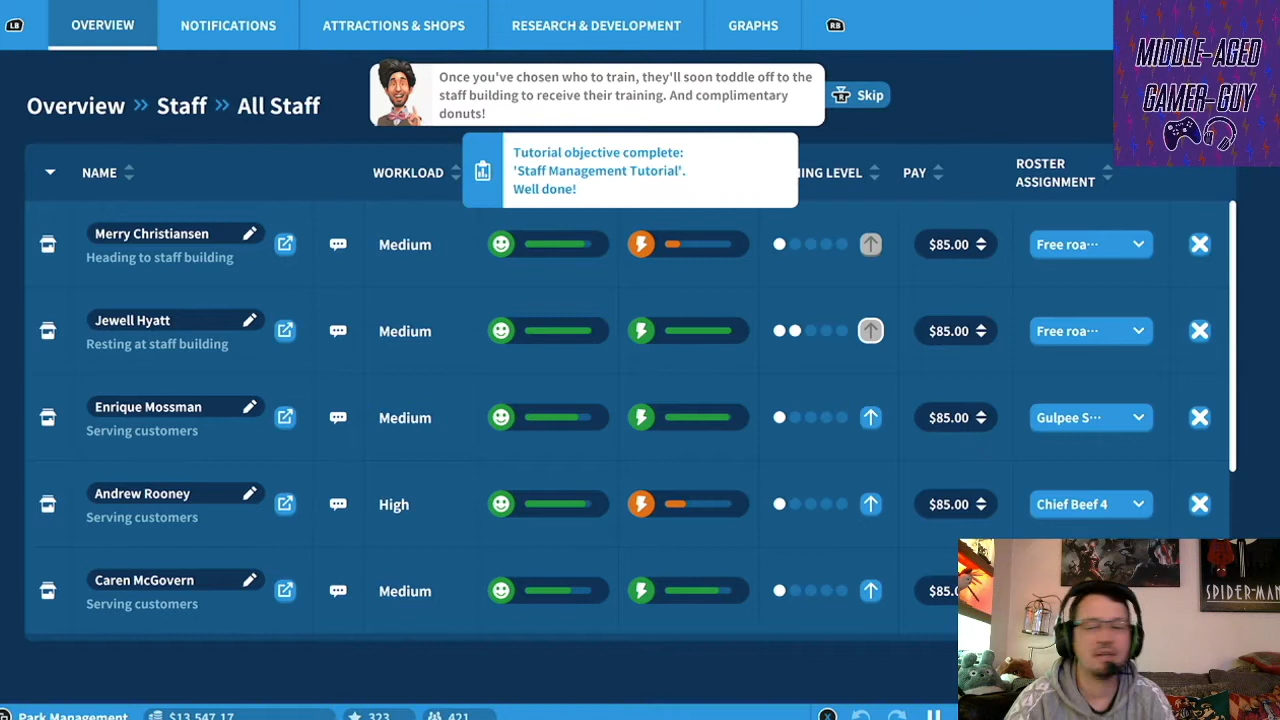 LB OVERVIEW NOTIFICATIONS ATTRACTIONS & SHOPS RESEARCH & DEVELOPMENT GRAPHS RB
MIDDLE-AGED
GAMER-GUY
Once you've chosen who to train, they'll soon toddle off to the
staff building to receive their training. And complimentary
donuts!
Skip
Overview » Staff » All Staff
Tutorial objective complete:
'Staff Management Tutorial'.
Well done!
NAME WORKLOAD NG LEVEL PAY ROSTER
ASSIGNMENT
Merry Christiansen
Heading to staff building
Medium $85.00 Free roa...
Jewell Hyatt
Resting at staff building
Medium $85.00 Free roa...
Enrique Mossman
Serving customers
Medium $85.00 Gulpee S...
Andrew Rooney
Serving customers
High $85.00 Chief Beef 4
Caren McGovern
Serving customers
Medium $85
SPIDER-MAN
Park Management $13,547.17 323 421 X